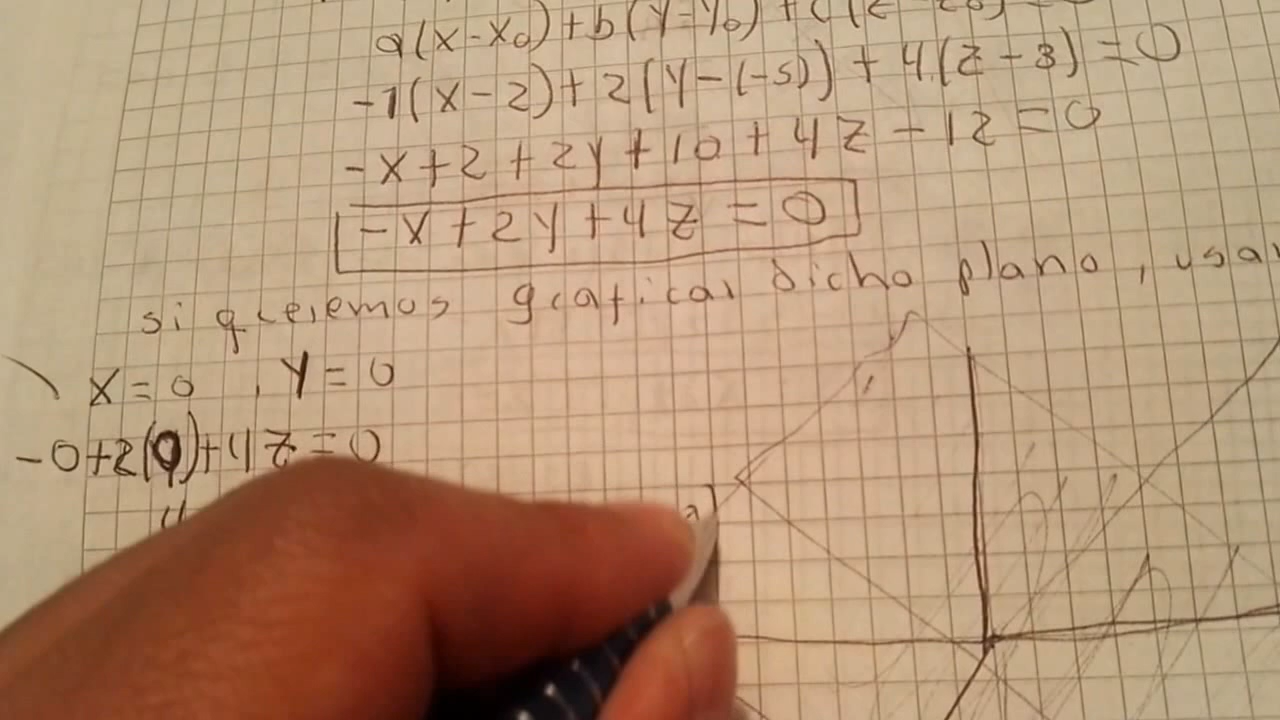 a(x-x0)+b(y-y0)+c(z-z0)
-1(x-2)+2(y-(-5))+4(z-3)=0
-x+2+2y+10+4z-12=0
-x+2y+4z=0
si queremos graficar dicho plano, usa
x=0, y=0
-0+2(0)+4z=0